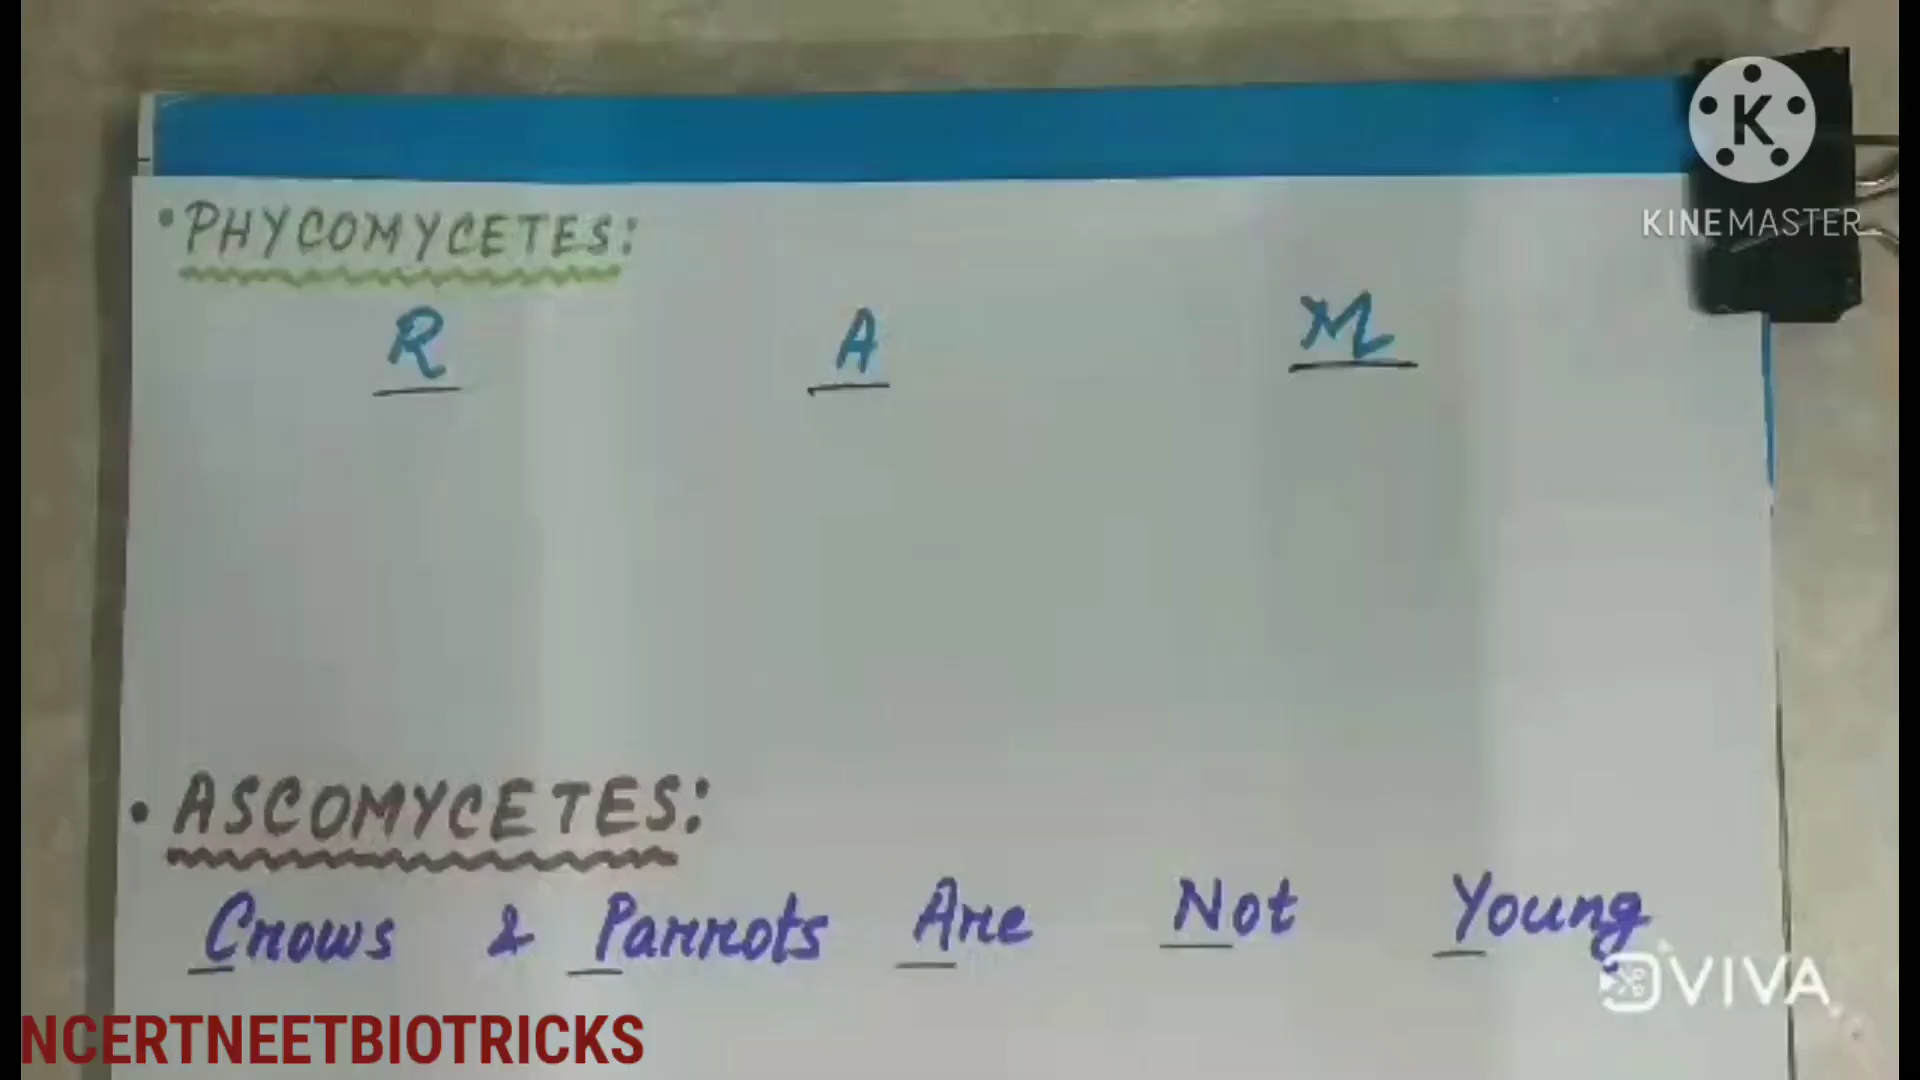 K
KINEMASTER
• PHYCOMYCETES:
R A M
• ASCOMYCETES:
Crows & Parrots Are Not Young
VIVA
NCERTNEETBIOTRICKS